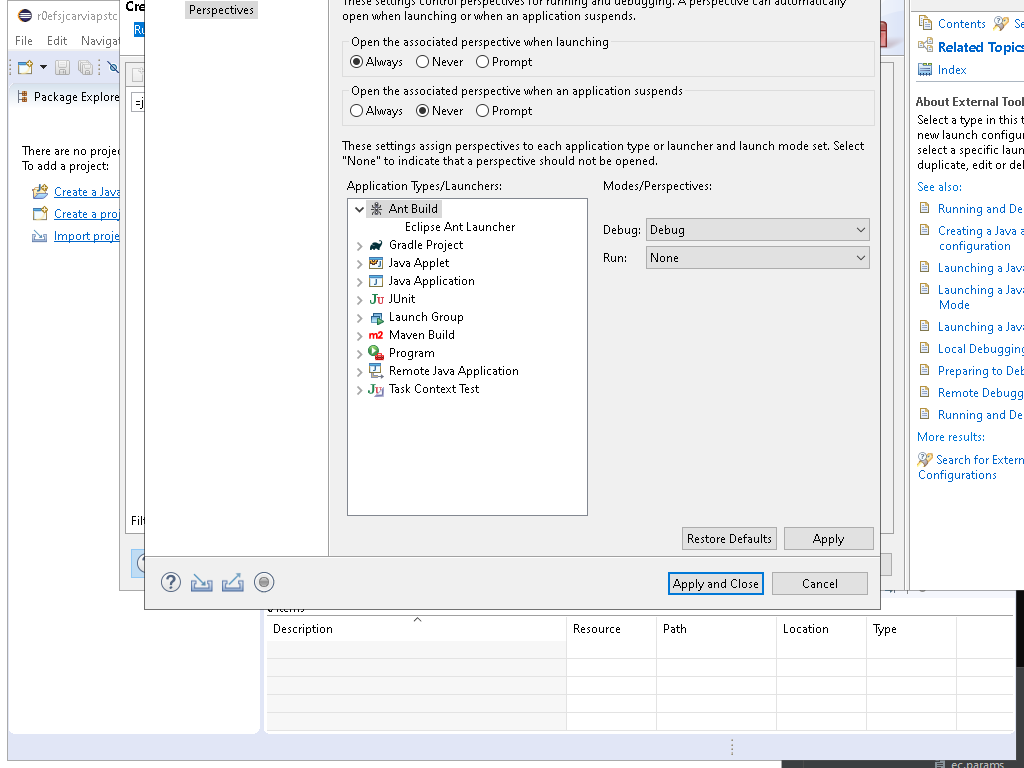 r0efsjcarviapstc
File Edit Naviga
Package Explore
There are no proje
To add a project:
Create a Java
Create a proj
Import proje
Cre
=j
Filt
Perspectives
These settings control perspectives for running and debugging. A perspective can automatically
open when launching or when an application suspends.
Open the associated perspective when launching
Always Never Prompt
Open the associated perspective when an application suspends
Always Never Prompt
These settings assign perspectives to each application type or launcher and launch mode set. Select
"None" to indicate that a perspective should not be opened.
Application Types/Launchers:
Modes/Perspectives:
Ant Build
Eclipse Ant Launcher
Gradle Project
Java Applet
Java Application
JUnit
Launch Group
Maven Build
Program
Remote Java Application
Task Context Test
Debug: Debug
Run: None
Restore Defaults Apply
Apply and Close Cancel
Contents Se
Related Topics
Index
About External Tool
Select a type in this t
new launch configur
select a specific laun
duplicate, edit or del
See also:
Running and De
Creating a Java a
configuration
Launching a Java
Launching a Java
Mode
Launching a Java
Local Debugging
Preparing to Deb
Remote Debugg
Running and De
More results:
Search for Extern
Configurations
Description Resource Path Location Type
ec.params